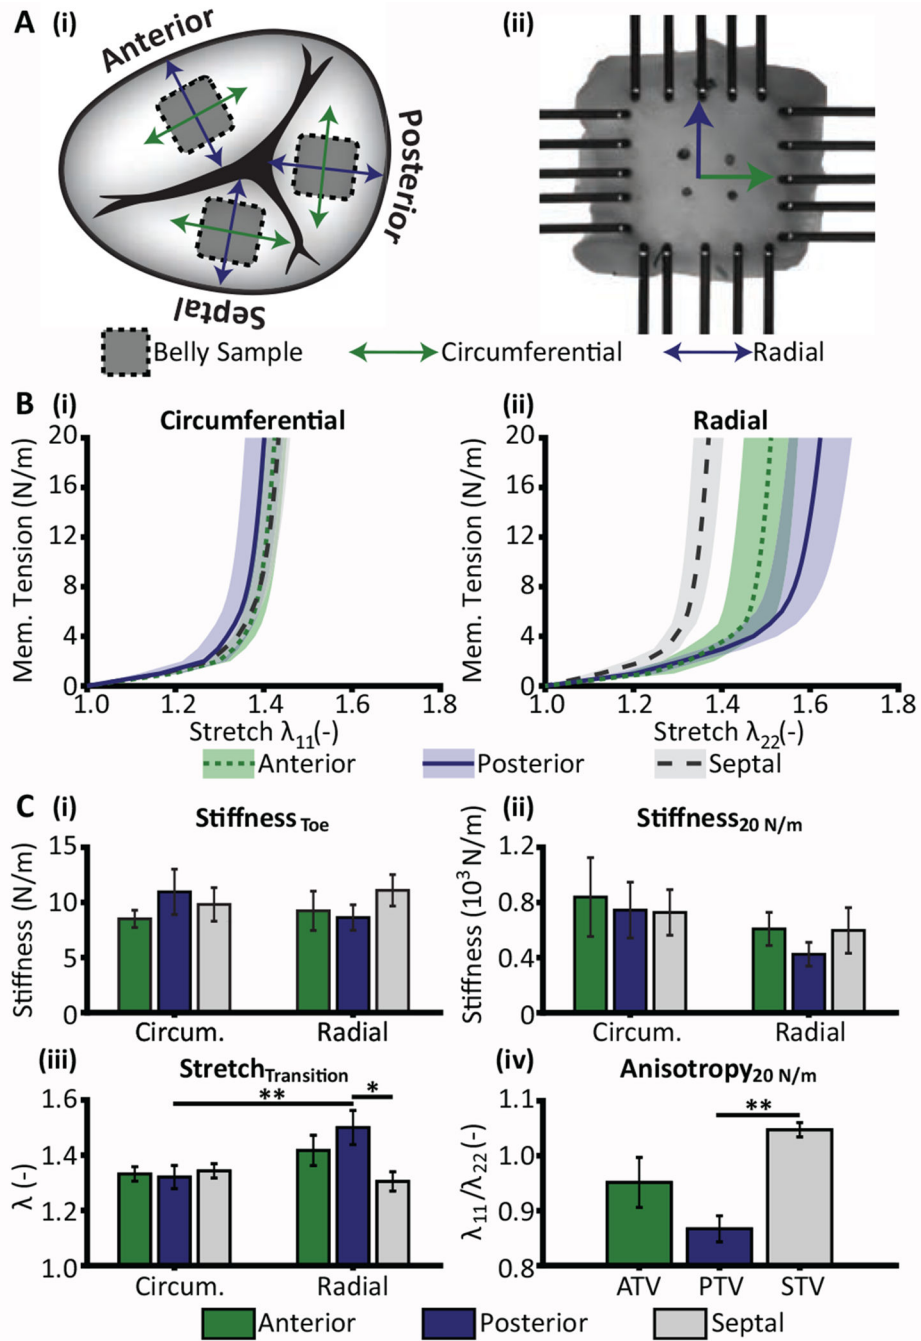 A (i) (ii)
Anterior
Posterior
Septal
Belly Sample Circumferential Radial
B (i) (ii)
Circumferential Radial
Mem. Tension (N/m)
20
16
12
8
4
0
1.0 1.2 1.4 1.6 1.8
Stretch λ11(-)
Mem. Tension (N/m)
20
16
12
8
4
0
1.0 1.2 1.4 1.6 1.8
Stretch λ22(-)
Anterior Posterior Septal
C (i) (ii)
Stiffness Toe
Stiffness (N/m)
15
10
5
0
Circum. Radial
Stiffness20 N/m
Stiffness (10³ N/m)
1.2
0.8
0.4
0
Circum. Radial
(iii) (iv)
StretchTransition
** *
λ (-)
1.6
1.4
1.2
1.0
Circum. Radial
Anisotropy20 N/m
**
λ11/λ22(-)
1.1
1.0
0.9
0.8
ATV PTV STV
Anterior Posterior Septal